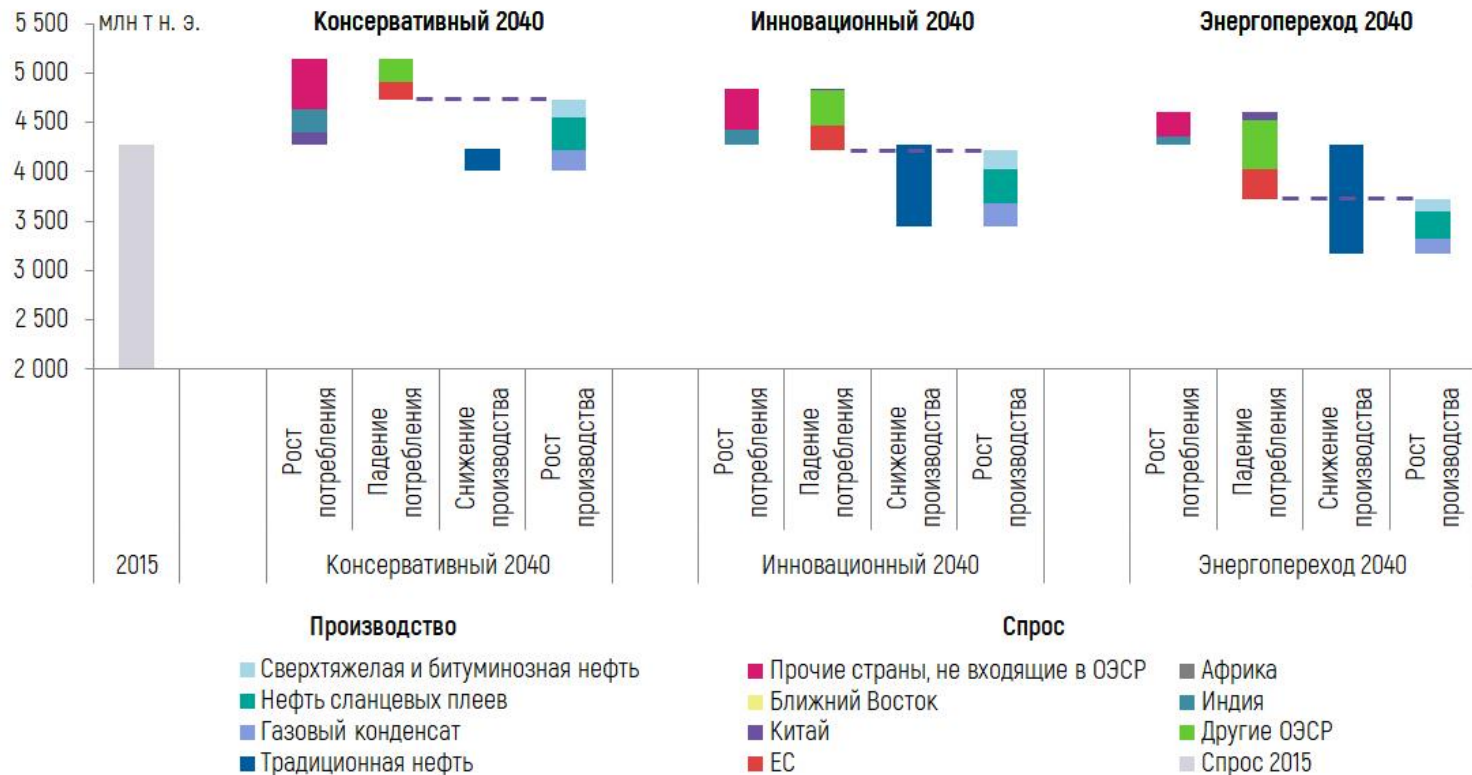 5 500 млн т н. э.
Консервативный 2040
Инновационный 2040
Энергопереход 2040
5 000
4 500
4 000
3 500
3 000
2 500
2 000
Рост потребления
Падение потребления
Снижение производства
Рост производства
Рост потребления
Падение потребления
Снижение производства
Рост производства
Рост потребления
Падение потребления
Снижение производства
Рост производства
2015
Консервативный 2040
Инновационный 2040
Энергопереход 2040
Производство
Сверхтяжелая и битуминозная нефть
Нефть сланцевых плеев
Газовый конденсат
Традиционная нефть
Спрос
Прочие страны, не входящие в ОЭСР
Ближний Восток
Китай
ЕС
Африка
Индия
Другие ОЭСР
Спрос 2015